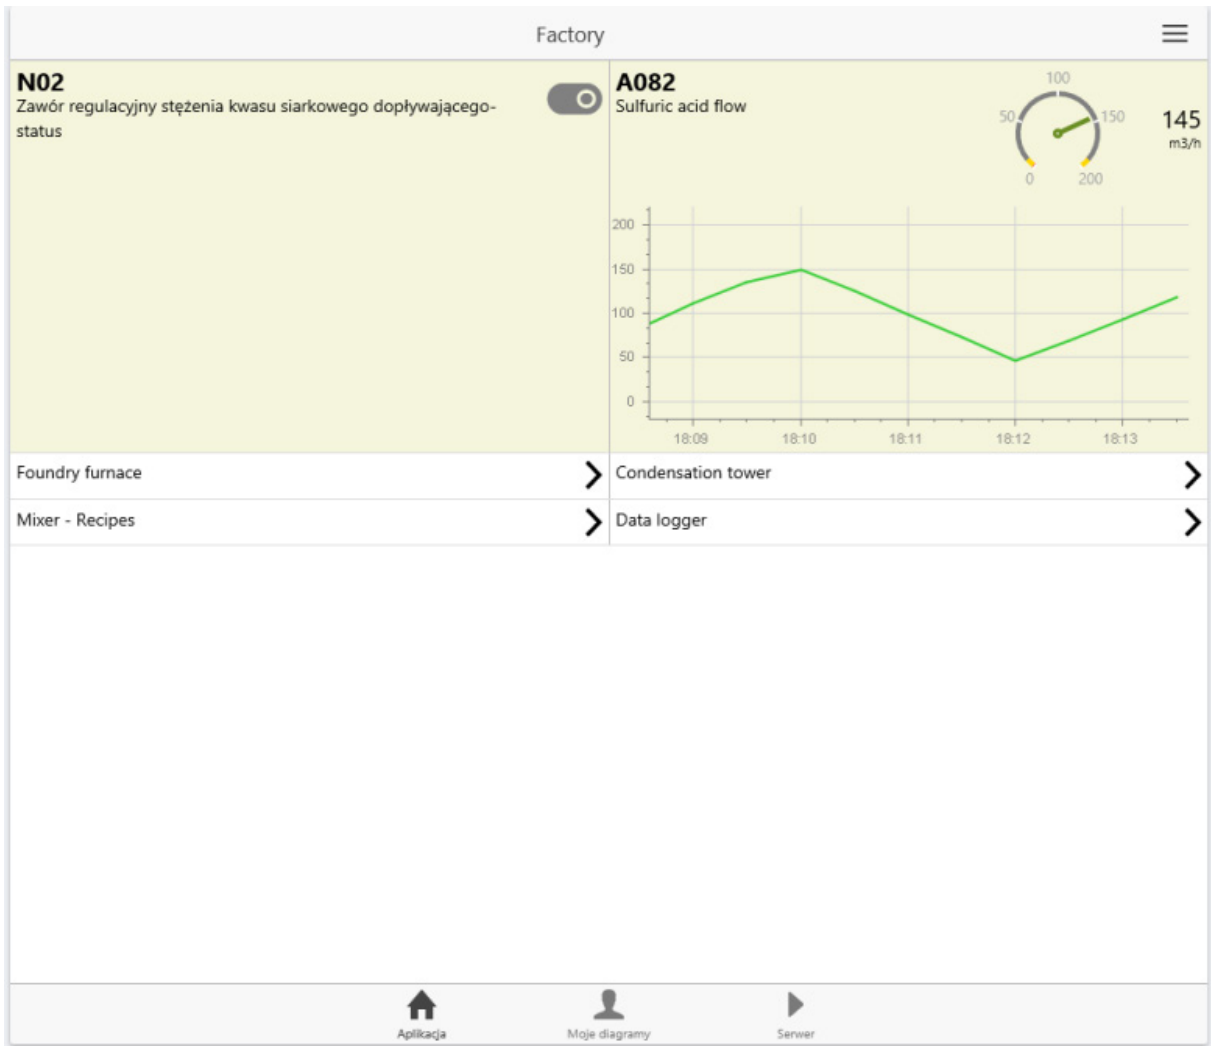 Factory
N02
Zawór regulacyjny stężenia kwasu siarkowego dopływającego-
status
A082
Sulfuric acid flow
100
50
150
0
200
145
m3/h
200
150
100
50
0
18:09
18:10
18:11
18:12
18:13
Foundry furnace
Condensation tower
Mixer - Recipes
Data logger
Aplikacja
Moje diagramy
Serwer